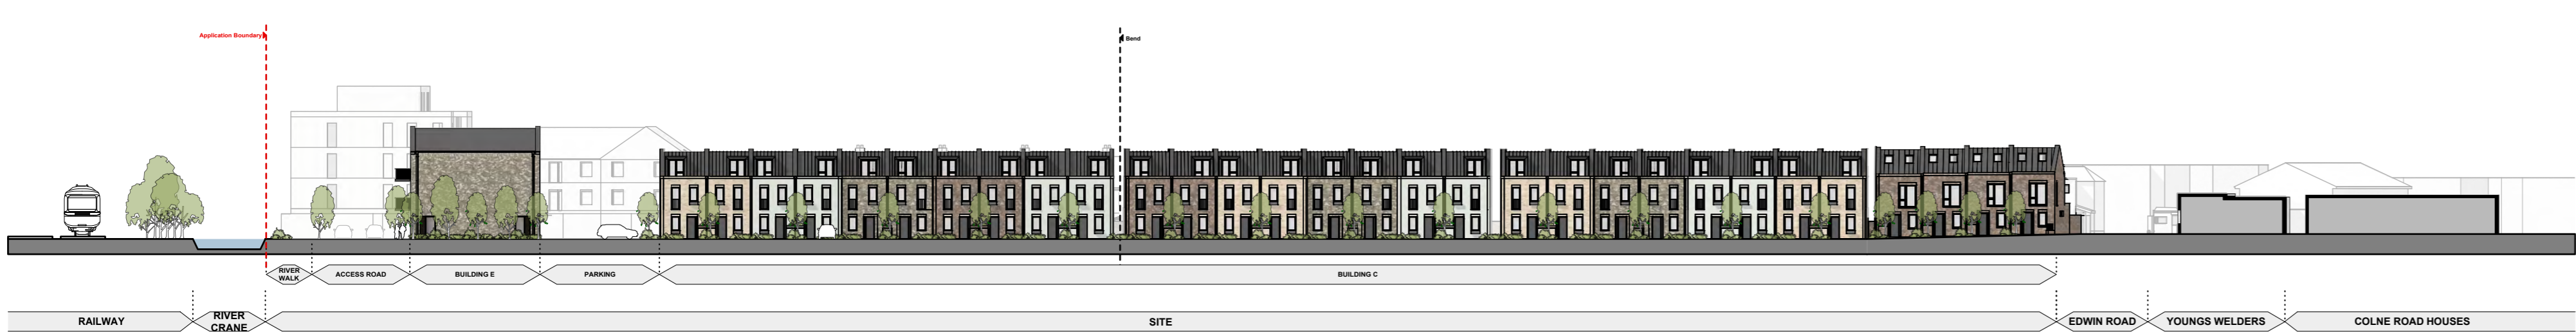 Application Boundary
Bend
RIVER
WALK
ACCESS ROAD
BUILDING E
PARKING
BUILDING C
RAILWAY
RIVER
CRANE
SITE
EDWIN ROAD
YOUNGS WELDERS
COLNE ROAD HOUSES